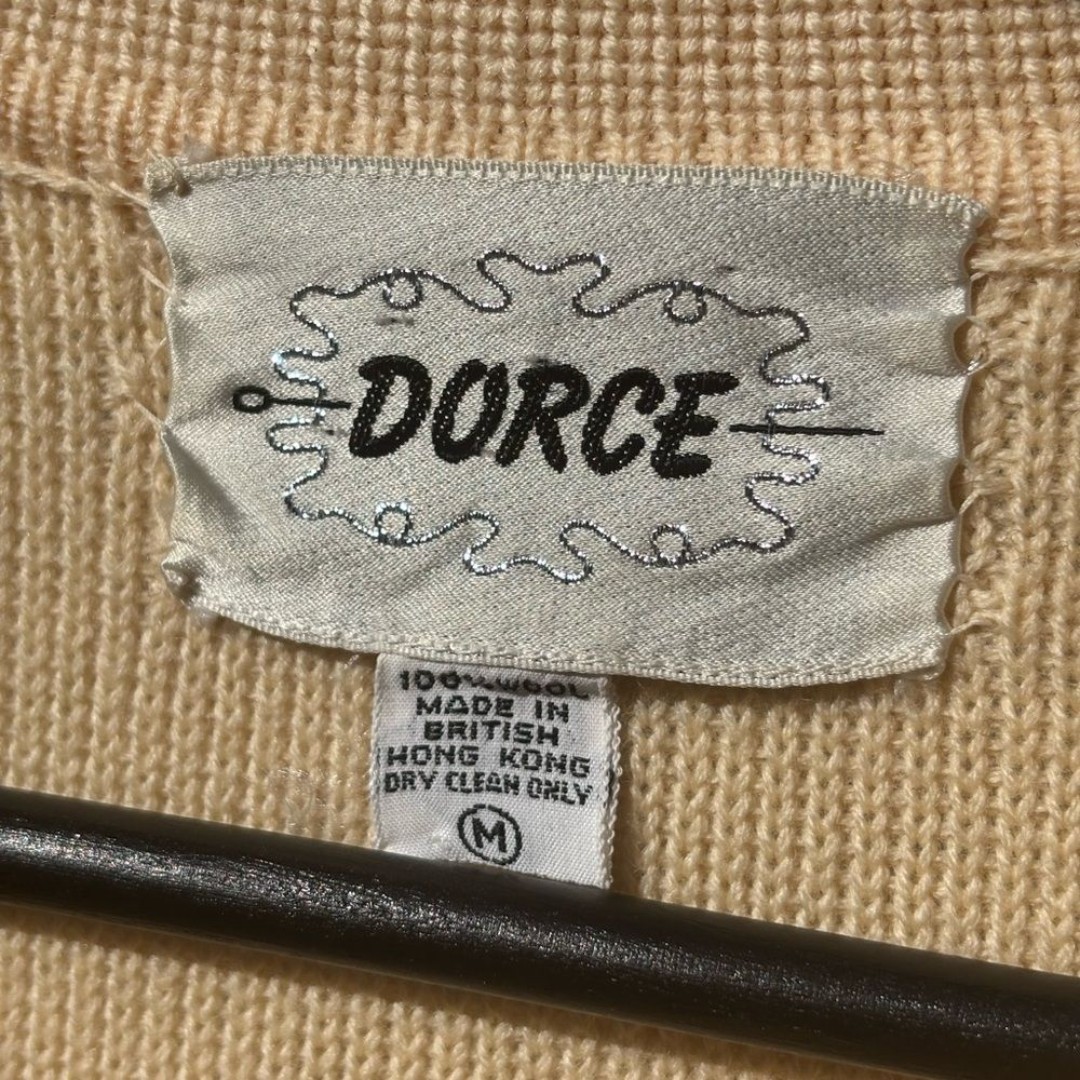 DORCE
100% WOOL
MADE IN
BRITISH
HONG KONG
DRY CLEAN ONLY
M